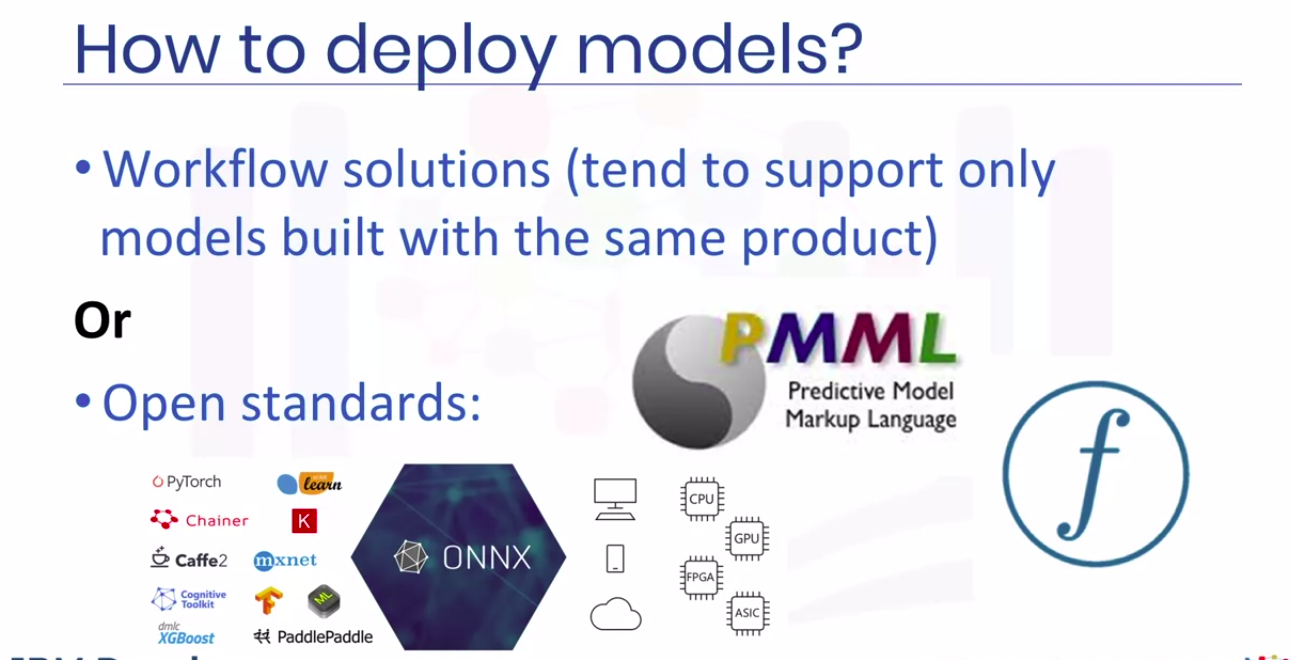 How to deploy models?
• Workflow solutions (tend to support only
models built with the same product)
Or
• Open standards:
PMML
Predictive Model
Markup Language
f
PyTorch
learn
Chainer
K
Caffe2
mxnet
Cognitive
Toolkit
ML
dmlc
XGBoost
PaddlePaddle
ONNX
CPU
GPU
FPGA
ASIC